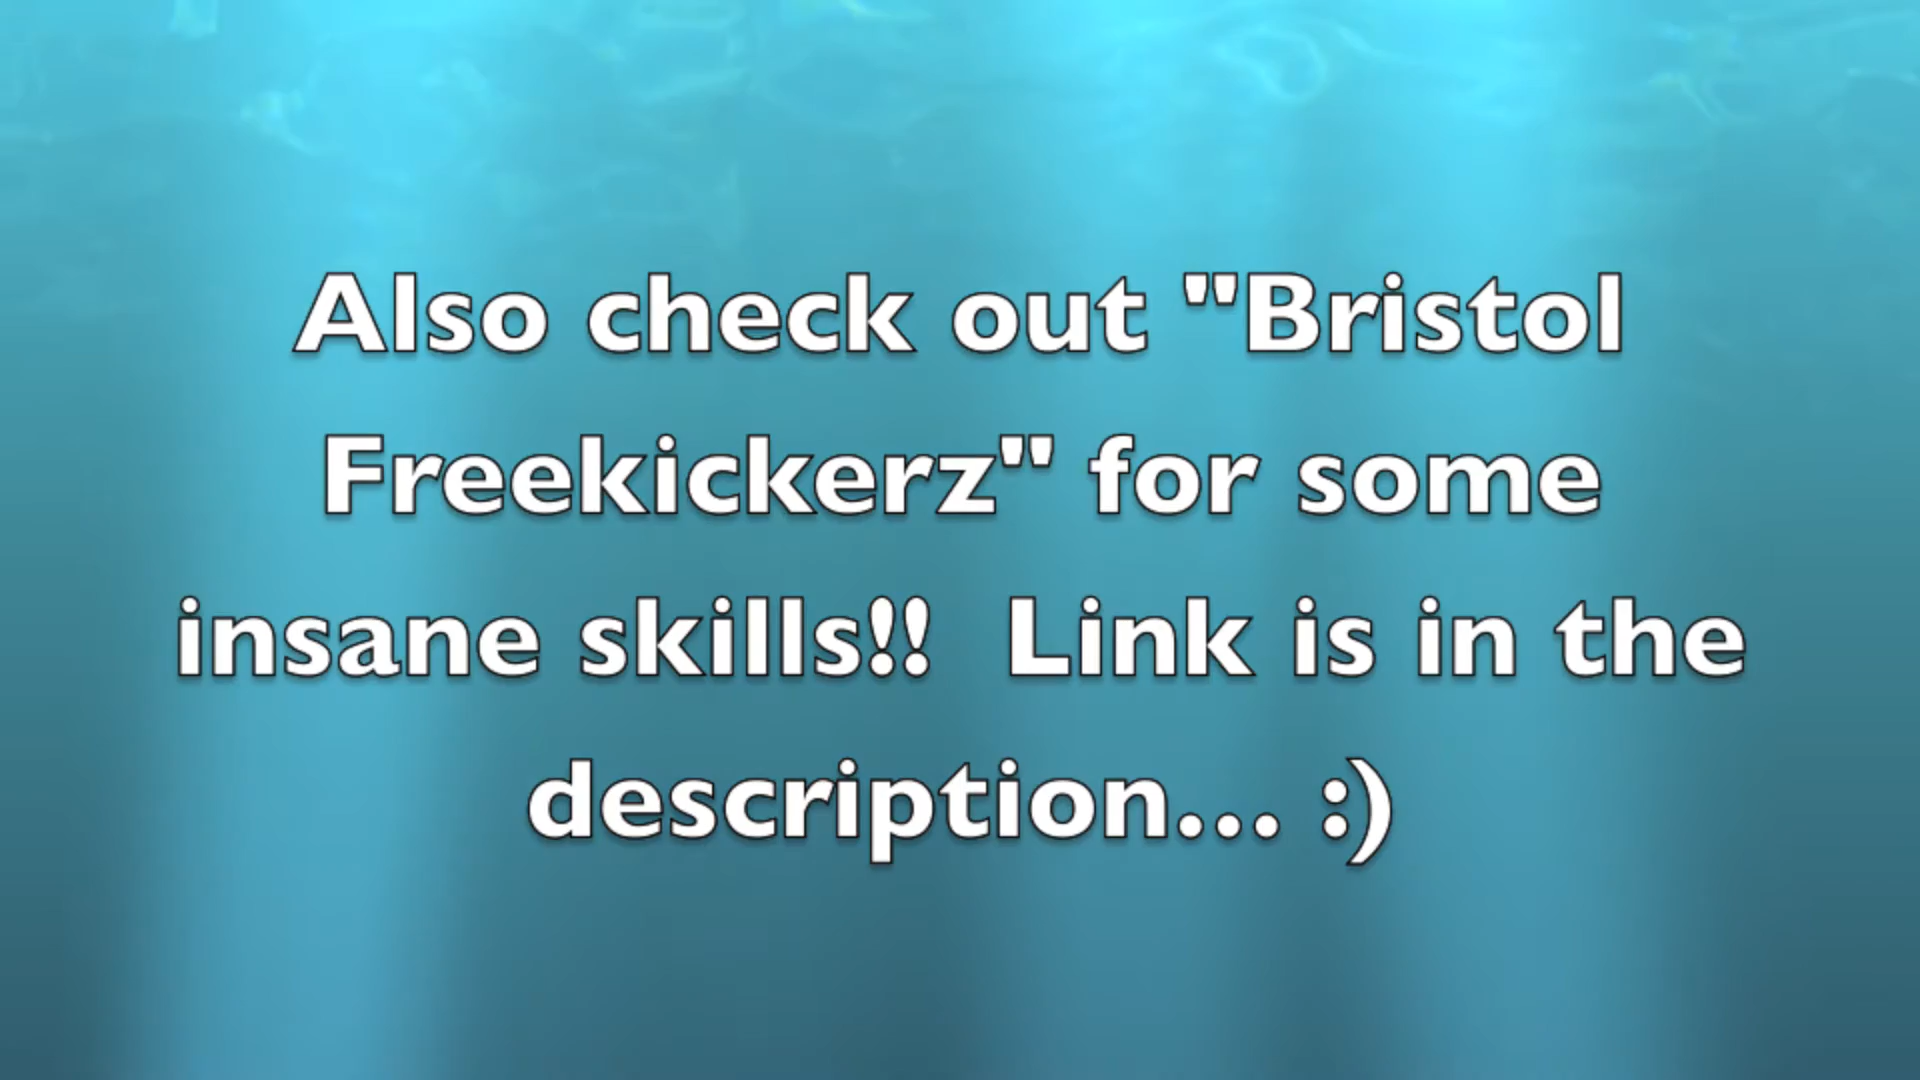 Also check out "Bristol
Freekickerz" for some
insane skills!!  Link is in the
description... :)